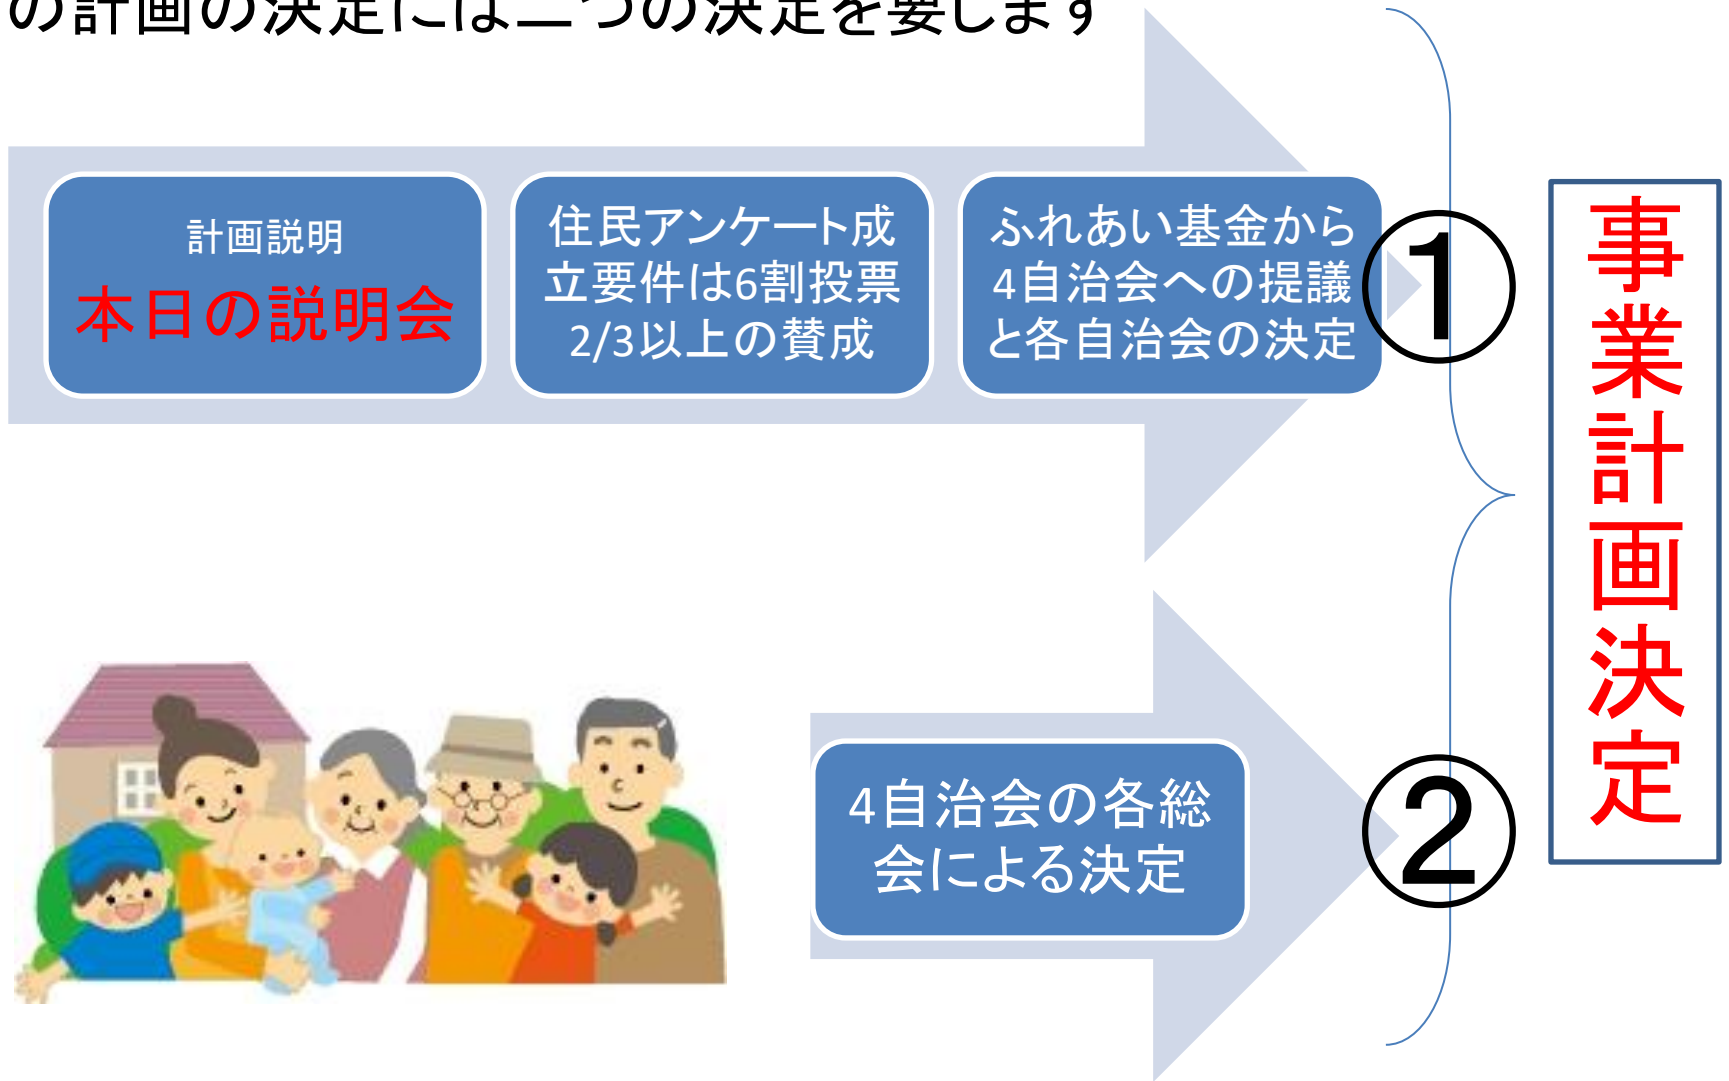 の計画の決定には二つの決定を要します
計画説明
本日の説明会
住民アンケート成
立要件は6割投票
2/3以上の賛成
ふれあい基金から
4自治会への提議
と各自治会の決定
①
事業計画決定
4自治会の各総
会による決定
②